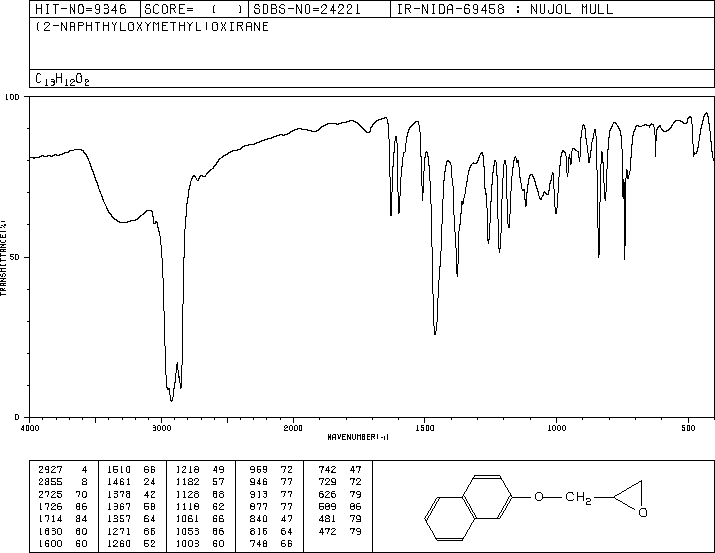 HIT-NO=9346 SCORE= ( ) SDBS-NO=24221 IR-NIDA-69458 : NUJOL MULL
(2-NAPHTHYLOXYMETHYL)OXIRANE
C13H12O2
100
50
0
TRANSMITTANCE(%)
4000 3000 2000 1500 1000 500
WAVENUMBER(-1)
2927 4 1510 66 1218 49 969 72 742 47
2855 8 1461 24 1182 57 946 77 729 72
2725 70 1378 42 1128 68 913 77 626 79
1726 86 1367 58 1118 62 877 77 509 86
1714 84 1357 64 1061 66 840 47 481 79
1630 60 1271 66 1053 66 816 64 472 79
1600 60 1260 52 1003 60 748 66
O CH2
O